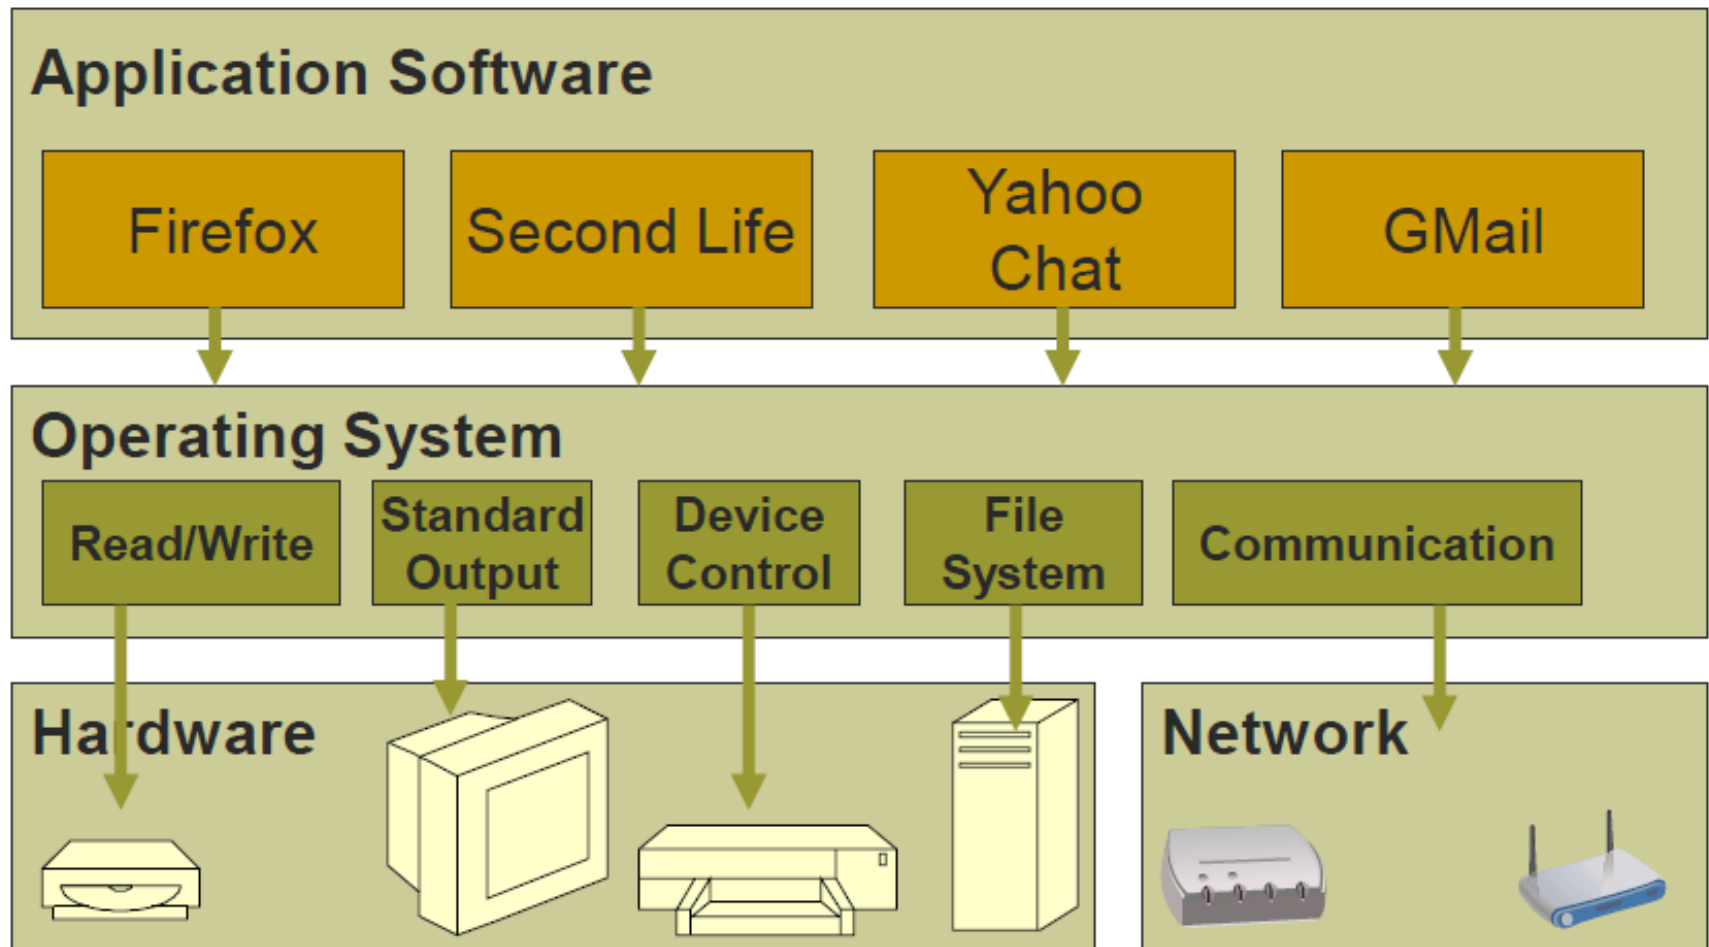 Application Software
Firefox
Second Life
Yahoo
Chat
GMail
Operating System
Read/Write
Standard
Output
Device
Control
File
System
Communication
Hardware
Network